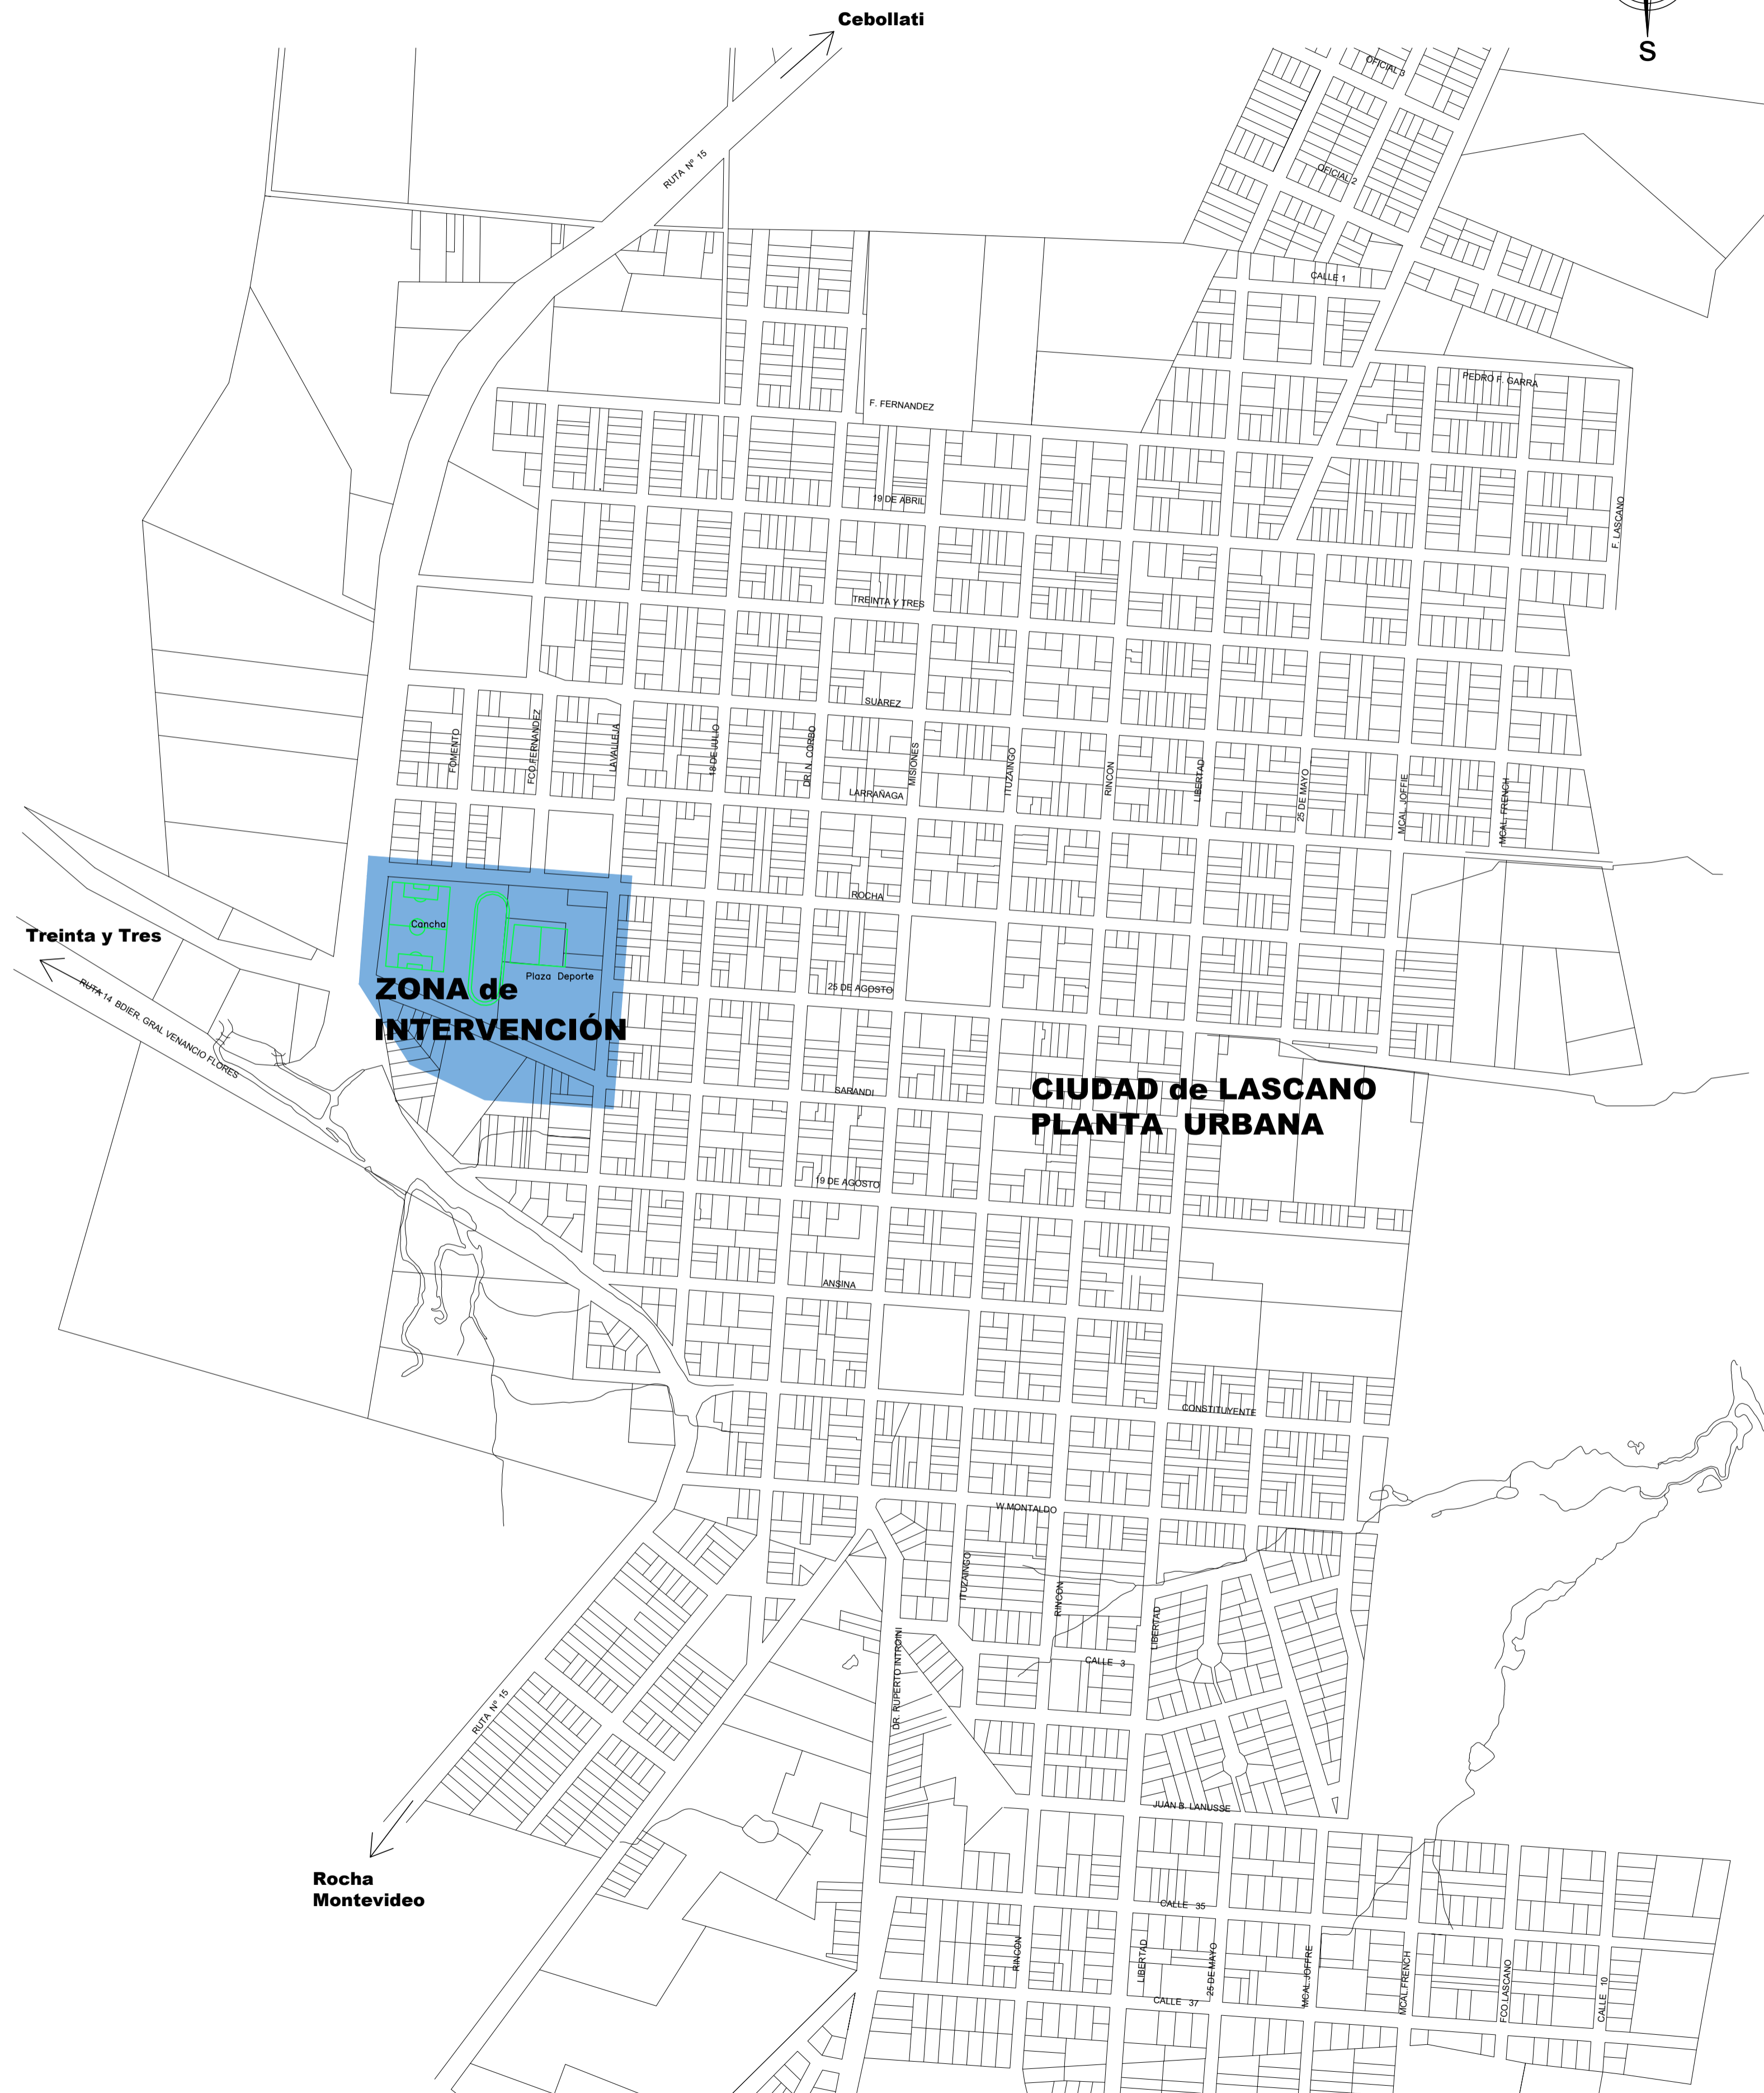 Cebollati
S
OFICIAL 3
RUTA Nº 15
OFICIAL 2
CALLE 1
PEDRO F. GARRA
F. FERNANDEZ
19 DE ABRIL
F. LASCANO
TREINTA Y TRES
SUAREZ
FOMENTO
FCO.FERNANDEZ
LAVALLEJA
18 DE JULIO
DR. N. CORBO
MISIONES
ITUZAINGO
RINCON
LIBERTAD
25 DE MAYO
MCAL. JOFFIE
MCAL. FRENCH
LARRAÑAGA
ROCHA
Cancha
Treinta y Tres
Plaza Deporte
ZONA de
INTERVENCIÓN
25 DE AGOSTO
RUTA 14 BDIER. GRAL VENANCIO FLORES
SARANDI
CIUDAD de LASCANO
PLANTA URBANA
19 DE AGOSTO
ANSINA
CONSTITUYENTE
W.MONTALDO
ITUZAINGO
RINCON
LIBERTAD
DR. RUPERTO INTROINI
CALLE 3
RUTA Nº 15
JUAN B. LANUSSE
Rocha
Montevideo
CALLE 35
RINCON
LIBERTAD
25 DE MAYO
MCAL.JOFFRE
MCAL.FRENCH
FCO.LASCANO
CALLE 10
CALLE 37